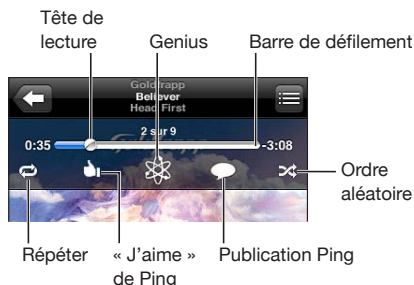 Tête de
lecture
Genius
Barre de défilement
Goldfrapp
Believer
Head First
2 sur 9
0:35
-3:08
Ordre
aléatoire
Répéter
« J’aime »
de Ping
Publication Ping